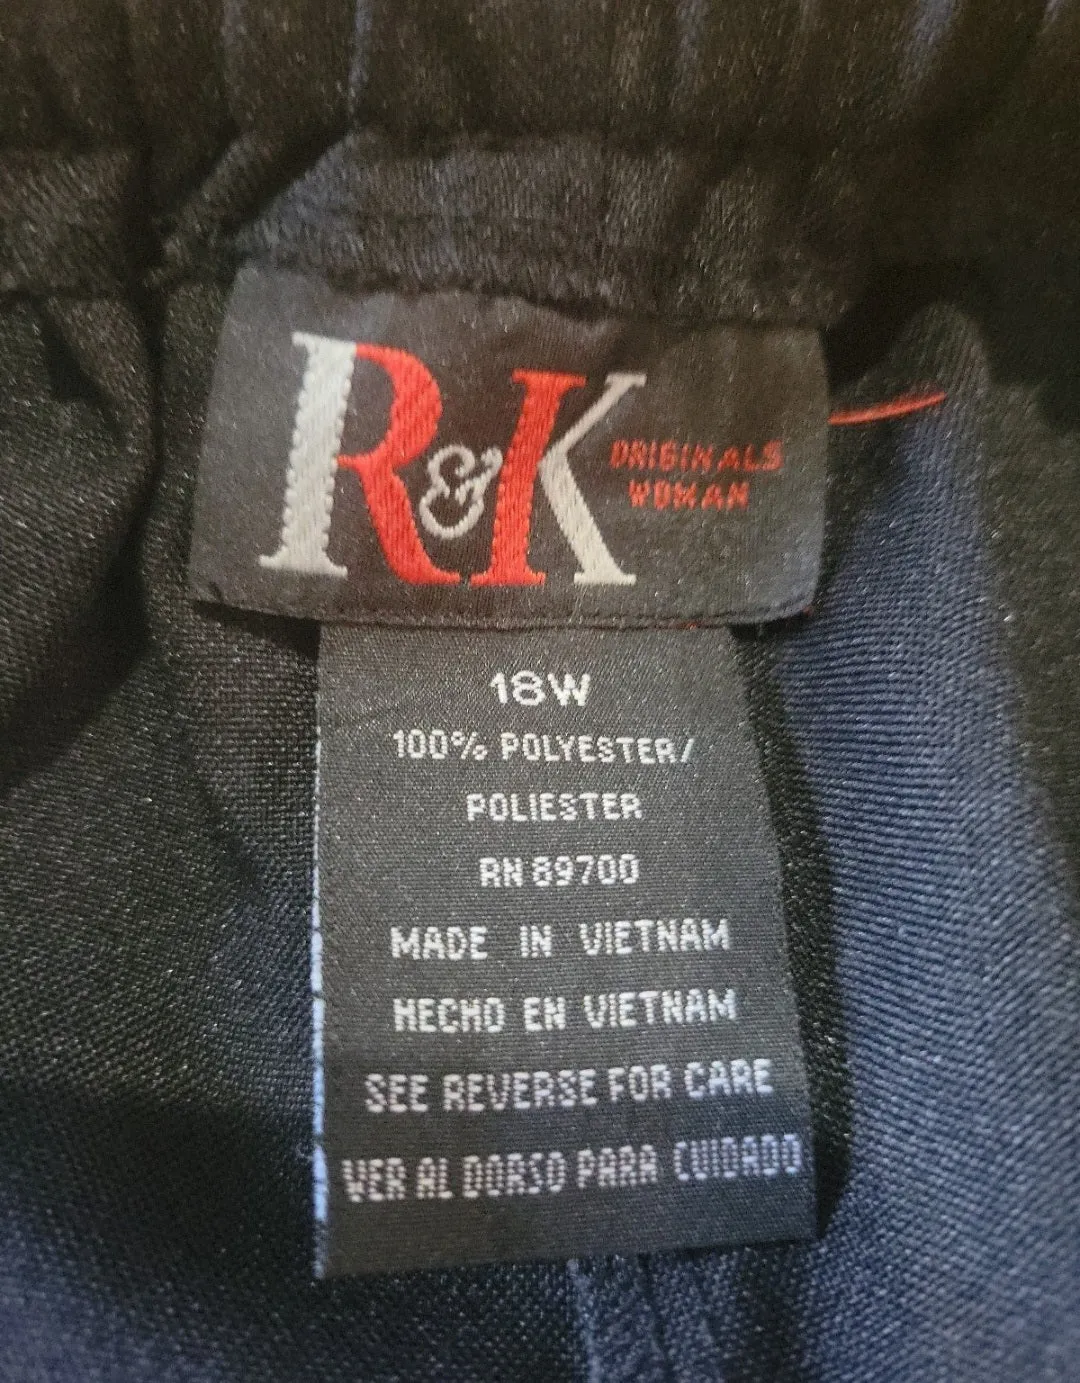 R&K ORIGINALS
WOMAN
18W
100% POLYESTER/
POLIESTER
RN 89700
MADE IN VIETNAM
HECHO EN VIETNAM
SEE REVERSE FOR CARE
VER AL DORSO PARA CUIDADO